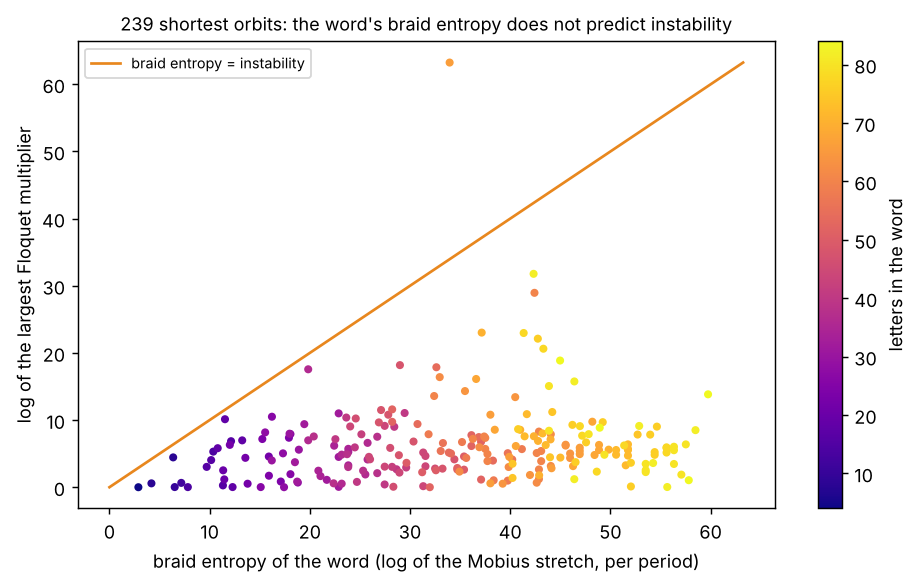 239 shortest orbits: the word's braid entropy does not predict instability
braid entropy = instability
log of the largest Floquet multiplier
60
50
40
30
20
10
0
0 10 20 30 40 50 60
braid entropy of the word (log of the Mobius stretch, per period)
80
70
60
50
40
30
20
10
letters in the word